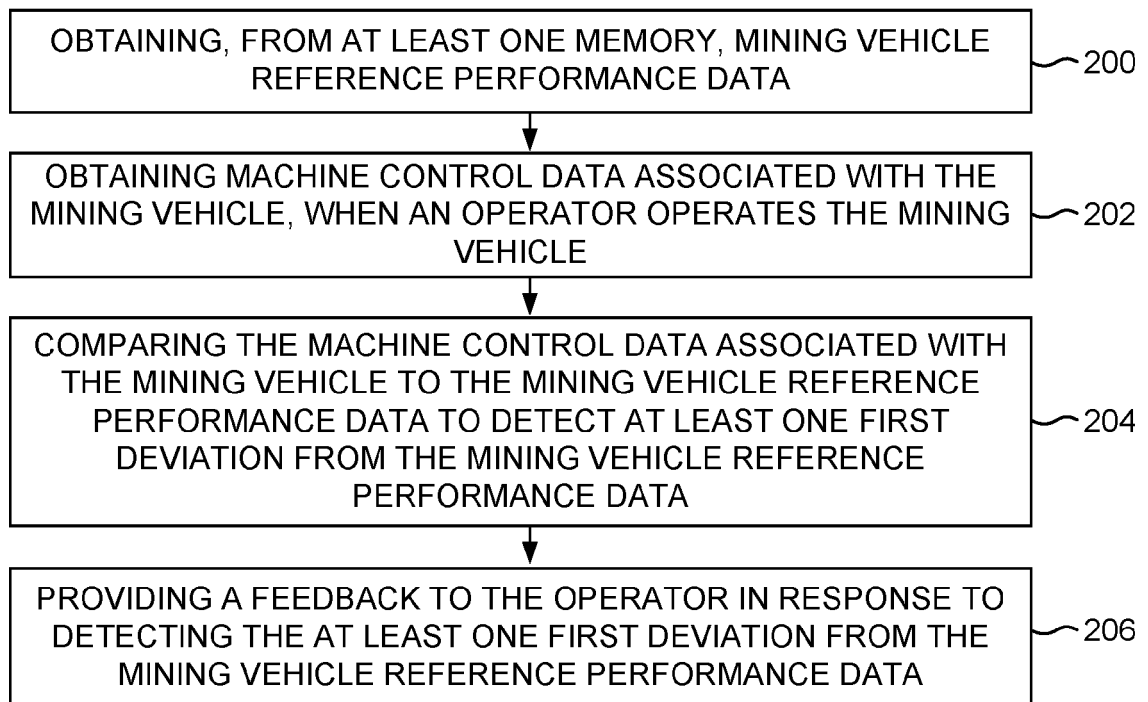 OBTAINING, FROM AT LEAST ONE MEMORY, MINING VEHICLE
REFERENCE PERFORMANCE DATA
200
OBTAINING MACHINE CONTROL DATA ASSOCIATED WITH THE
MINING VEHICLE, WHEN AN OPERATOR OPERATES THE MINING
VEHICLE
202
COMPARING THE MACHINE CONTROL DATA ASSOCIATED WITH
THE MINING VEHICLE TO THE MINING VEHICLE REFERENCE
PERFORMANCE DATA TO DETECT AT LEAST ONE FIRST
DEVIATION FROM THE MINING VEHICLE REFERENCE
PERFORMANCE DATA
204
PROVIDING A FEEDBACK TO THE OPERATOR IN RESPONSE TO
DETECTING THE AT LEAST ONE FIRST DEVIATION FROM THE
MINING VEHICLE REFERENCE PERFORMANCE DATA
206